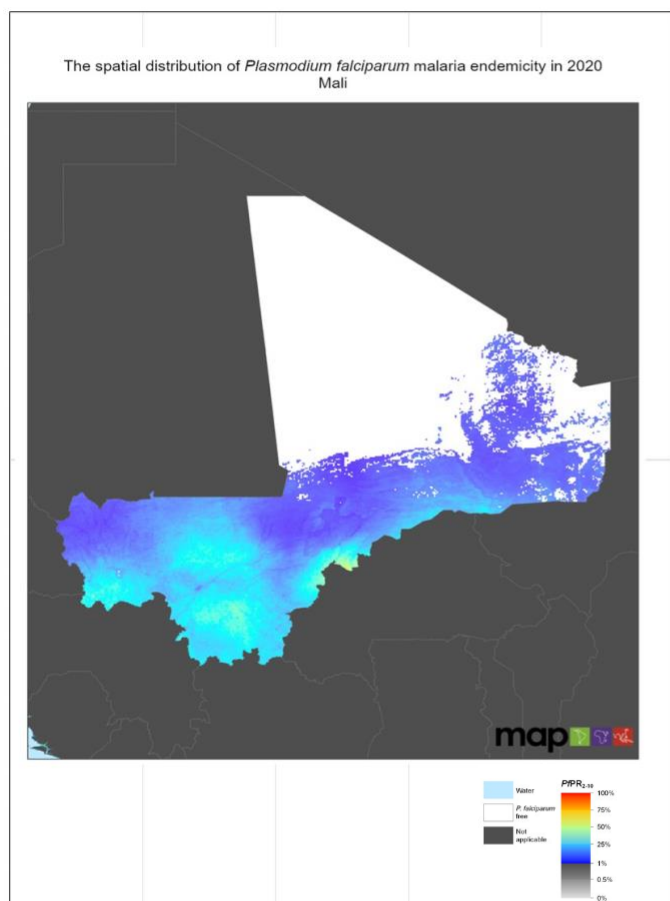 The spatial distribution of Plasmodium falciparum malaria endemicity in 2020
Mali
map
Water
P. falciparum
free
Not
applicable
PfPR2-10
100%
75%
50%
25%
1%
0.5%
0%